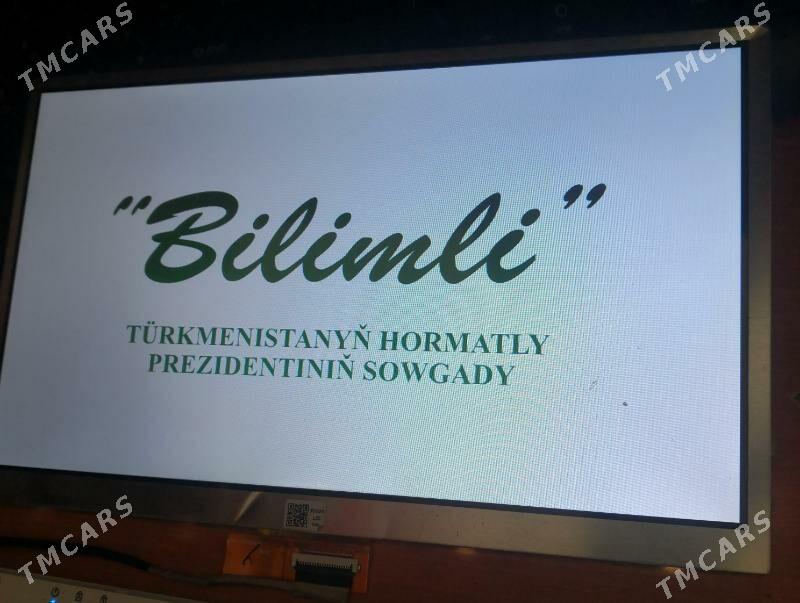 TMCARS
TMCARS
"Bilimli"
TÜRKMENISTANYŇ HORMATLY
PREZIDENTINIŇ SOWGADY
TMCARS
TMCARS